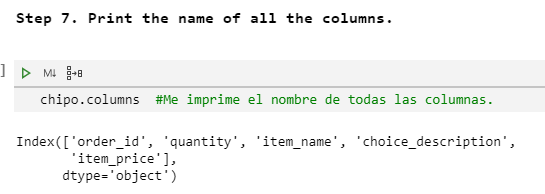 Step 7. Print the name of all the columns.
]
M↓
chipo.columns #Me imprime el nombre de todas las columnas.
Index(['order_id', 'quantity', 'item_name', 'choice_description',
'item_price'],
dtype='object')